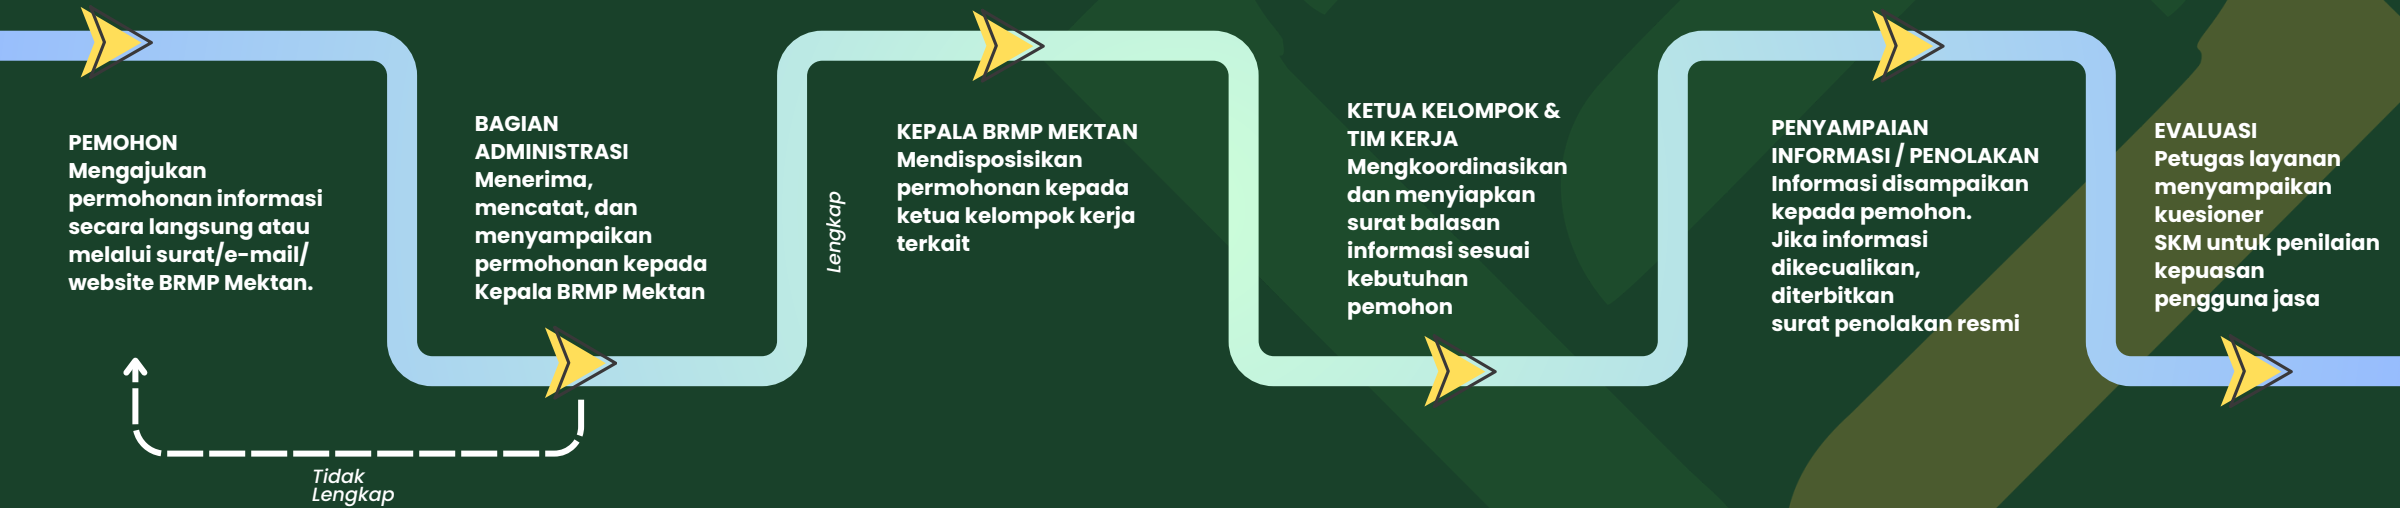 PEMOHON
Mengajukan
permohonan informasi
secara langsung atau
melalui surat/e-mail/
website BRMP Mektan.
Tidak
Lengkap
BAGIAN
ADMINISTRASI
Menerima,
mencatat, dan
menyampaikan
permohonan kepada
Kepala BRMP Mektan
Lengkap
KEPALA BRMP MEKTAN
Mendisposisikan
permohonan kepada
ketua kelompok kerja
terkait
KETUA KELOMPOK &
TIM KERJA
Mengkoordinasikan
dan menyiapkan
surat balasan
informasi sesuai
kebutuhan
pemohon
PENYAMPAIAN
INFORMASI / PENOLAKAN
Informasi disampaikan
kepada pemohon.
Jika informasi
dikecualikan,
diterbitkan
surat penolakan resmi
EVALUASI
Petugas layanan
menyampaikan
kuesioner
SKM untuk penilaian
kepuasan
pengguna jasa